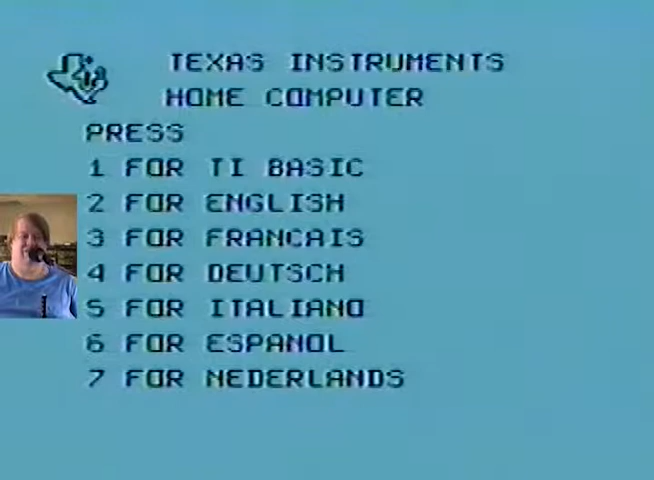 TEXAS INSTRUMENTS
HOME COMPUTER
PRESS
1 FOR TI BASIC
2 FOR ENGLISH
3 FOR FRANCAIS
4 FOR DEUTSCH
5 FOR ITALIANO
6 FOR ESPANOL
7 FOR NEDERLANDS